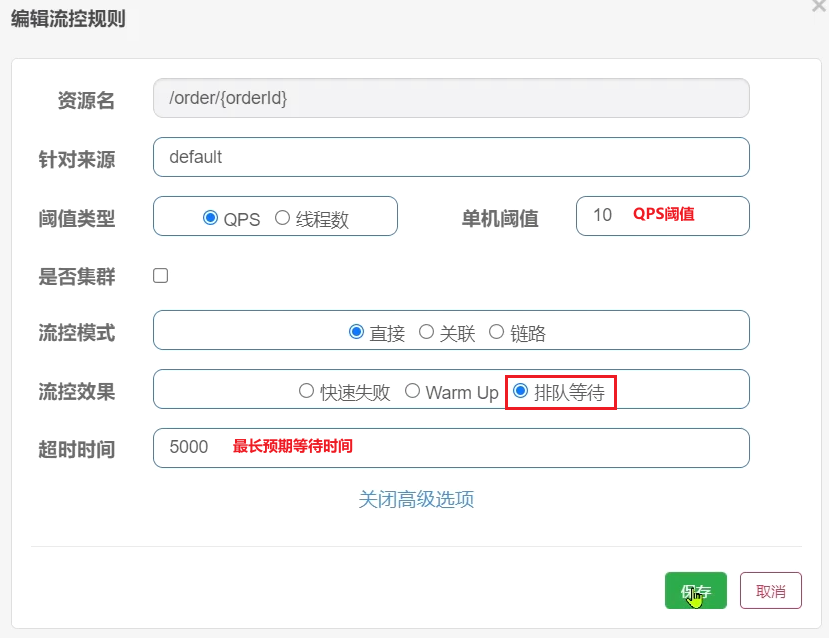 编辑流控规则
×
资源名 /order/{orderId}
针对来源 default
阈值类型 QPS 线程数 单机阈值 10 QPS阈值
是否集群
流控模式 直接 关联 链路
流控效果 快速失败 Warm Up 排队等待
超时时间 5000 最长预期等待时间
关闭高级选项
保存 取消